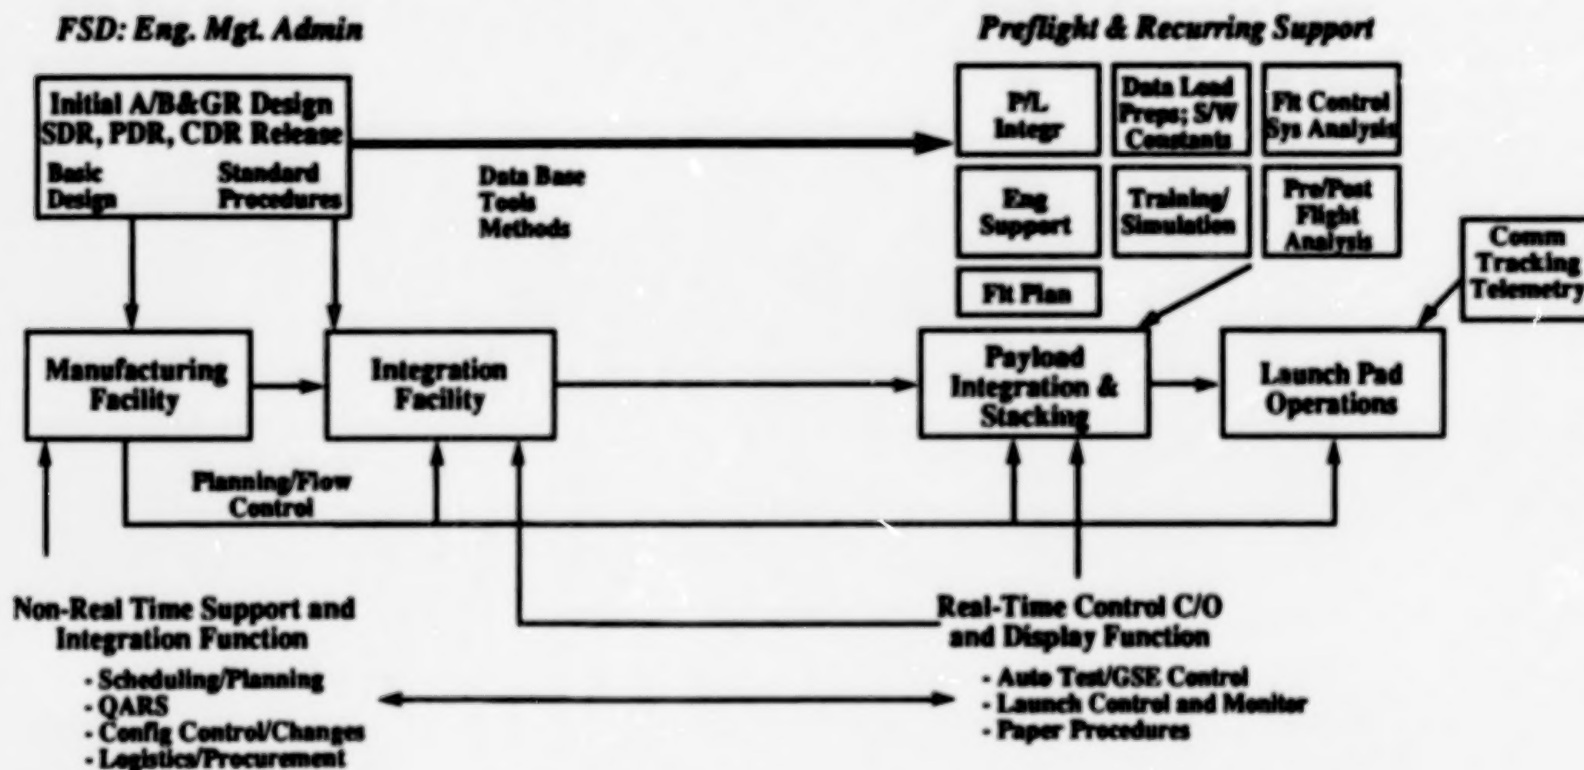 FSD: Eng. Mgt. Admin
Initial A/B&GR Design
SDR, PDR, CDR Release
Basic
Design
Standard
Procedures
Data Base
Tools
Methods
Preflight & Recurring Support
P/L
Integr
Data Load
Preps; S/W
Constants
Flt Control
Sys Analysis
Eng
Support
Training/
Simulation
Pre/Post
Flight
Analysis
Flt Plan
Comm
Tracking
Telemetry
Manufacturing
Facility
Integration
Facility
Payload
Integration &
Stacking
Launch Pad
Operations
Planning/Flow
Control
Non-Real Time Support and
Integration Function
- Scheduling/Planning
- QARS
- Config Control/Changes
- Logistics/Procurement
Real-Time Control C/O
and Display Function
- Auto Test/GSE Control
- Launch Control and Monitor
- Paper Procedures